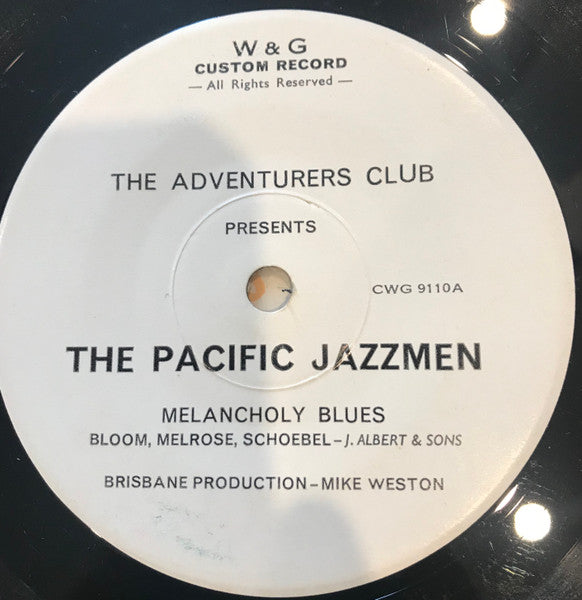 W & G
CUSTOM RECORD
— All Rights Reserved —
THE ADVENTURERS CLUB
PRESENTS
CWG 9110A
THE PACIFIC JAZZMEN
MELANCHOLY BLUES
BLOOM, MELROSE, SCHOEBEL – J. ALBERT & SONS
BRISBANE PRODUCTION – MIKE WESTON